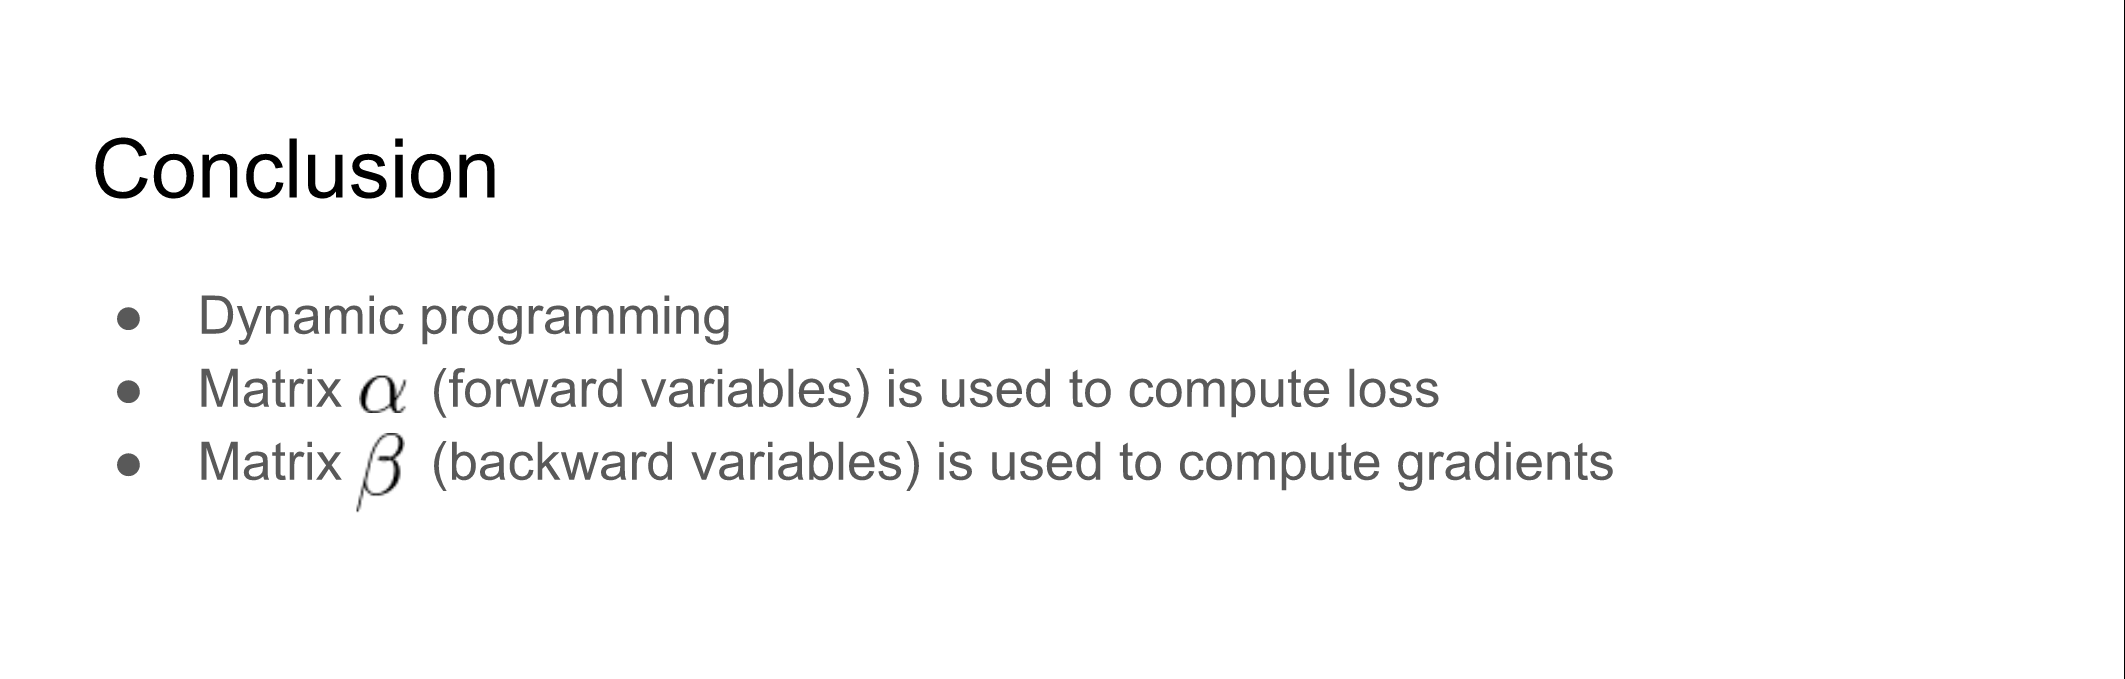 Conclusion
● Dynamic programming
● Matrix α (forward variables) is used to compute loss
● Matrix β (backward variables) is used to compute gradients